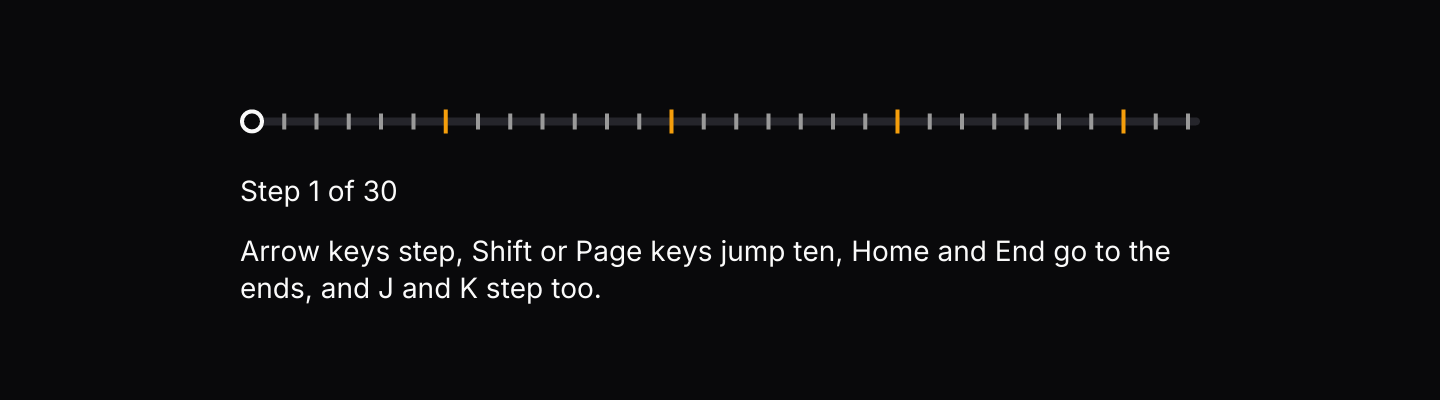 Step 1 of 30
Arrow keys step, Shift or Page keys jump ten, Home and End go to the
ends, and J and K step too.